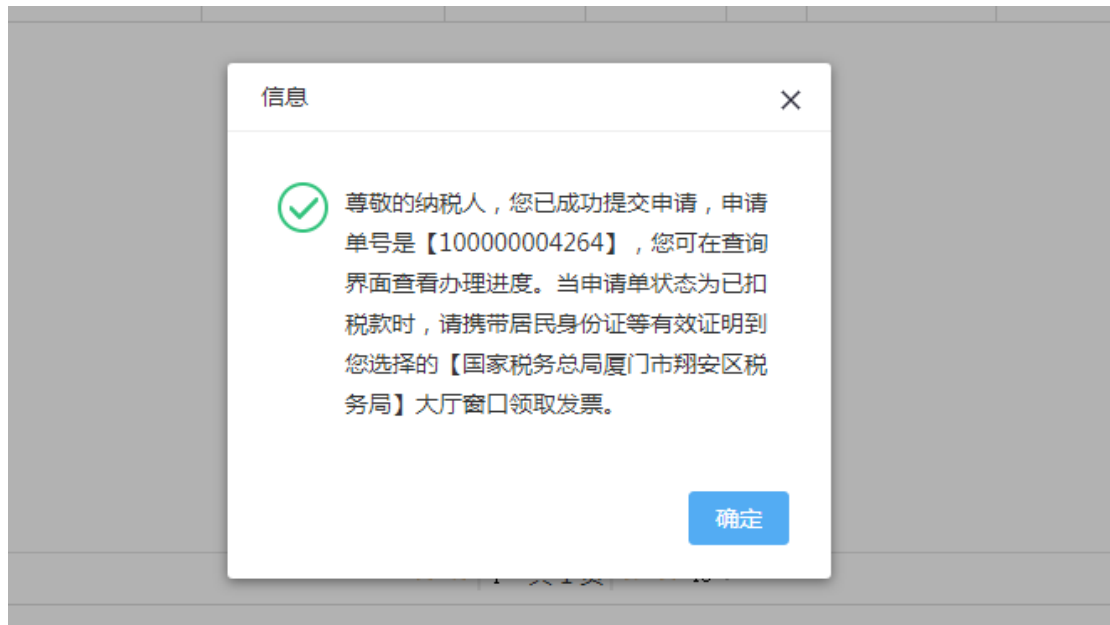 信息
尊敬的纳税人，您已成功提交申请，申请
单号是【100000004264】，您可在查询
界面查看办理进度。当申请单状态为已扣
税款时，请携带居民身份证等有效证明到
您选择的【国家税务总局厦门市翔安区税
务局】大厅窗口领取发票。
确定